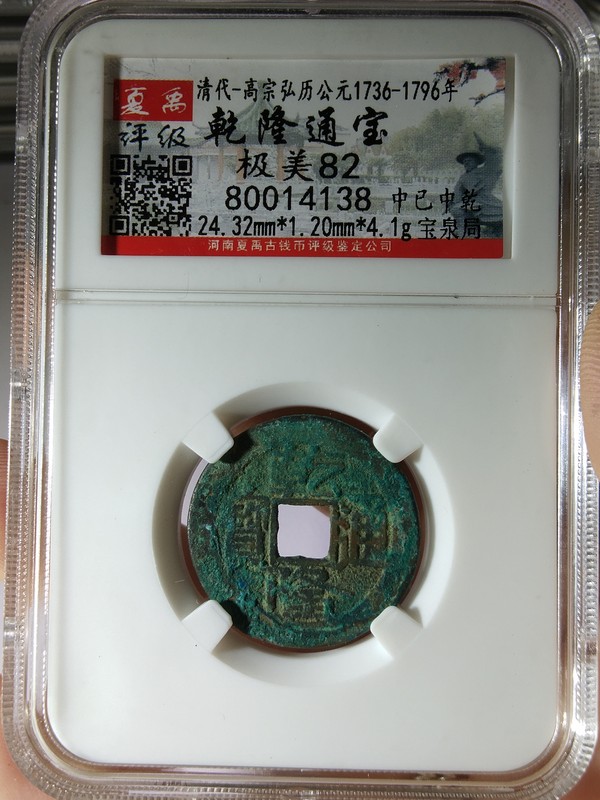 夏禹
评级
清代-高宗弘历公元1736-1796年
乾隆通宝
极美82
80014138 中已中乾
24.32mm*1.20mm*4.1g 宝泉局
河南夏禹古钱币评级鉴定公司
隆